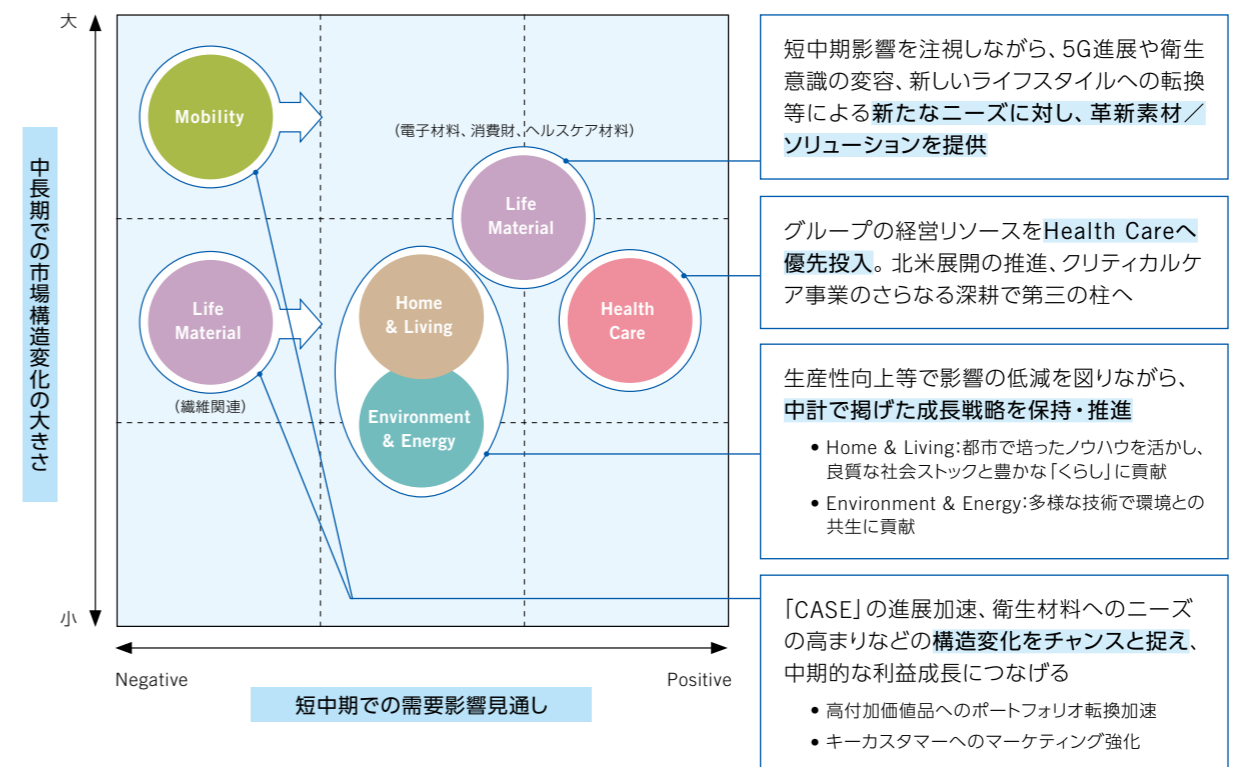 大
中長期での市場構造変化の大きさ
小
Mobility
(電子材料、消費財、ヘルスケア材料)
Life
Material
Life
Material
(繊維関連)
Home
& Living
Health
Care
Environment
& Energy
Negative
Positive
短中期での需要影響見通し
短中期影響を注視しながら、5G進展や衛生
意識の変容、新しいライフスタイルへの転換
等による新たなニーズに対し、革新素材/
ソリューションを提供
グループの経営リソースをHealth Careへ
優先投入。北米展開の推進、クリティカルケ
ア事業のさらなる深耕で第三の柱へ
生産性向上等で影響の低減を図りながら、
中計で掲げた成長戦略を保持・推進
• Home & Living:都市で培ったノウハウを活かし、
良質な社会ストックと豊かな「くらし」に貢献
• Environment & Energy:多様な技術で環境との
共生に貢献
「CASE」の進展加速、衛生材料へのニーズ
の高まりなどの構造変化をチャンスと捉え、
中期的な利益成長につなげる
• 高付加価値品へのポートフォリオ転換加速
• キーカスタマーへのマーケティング強化